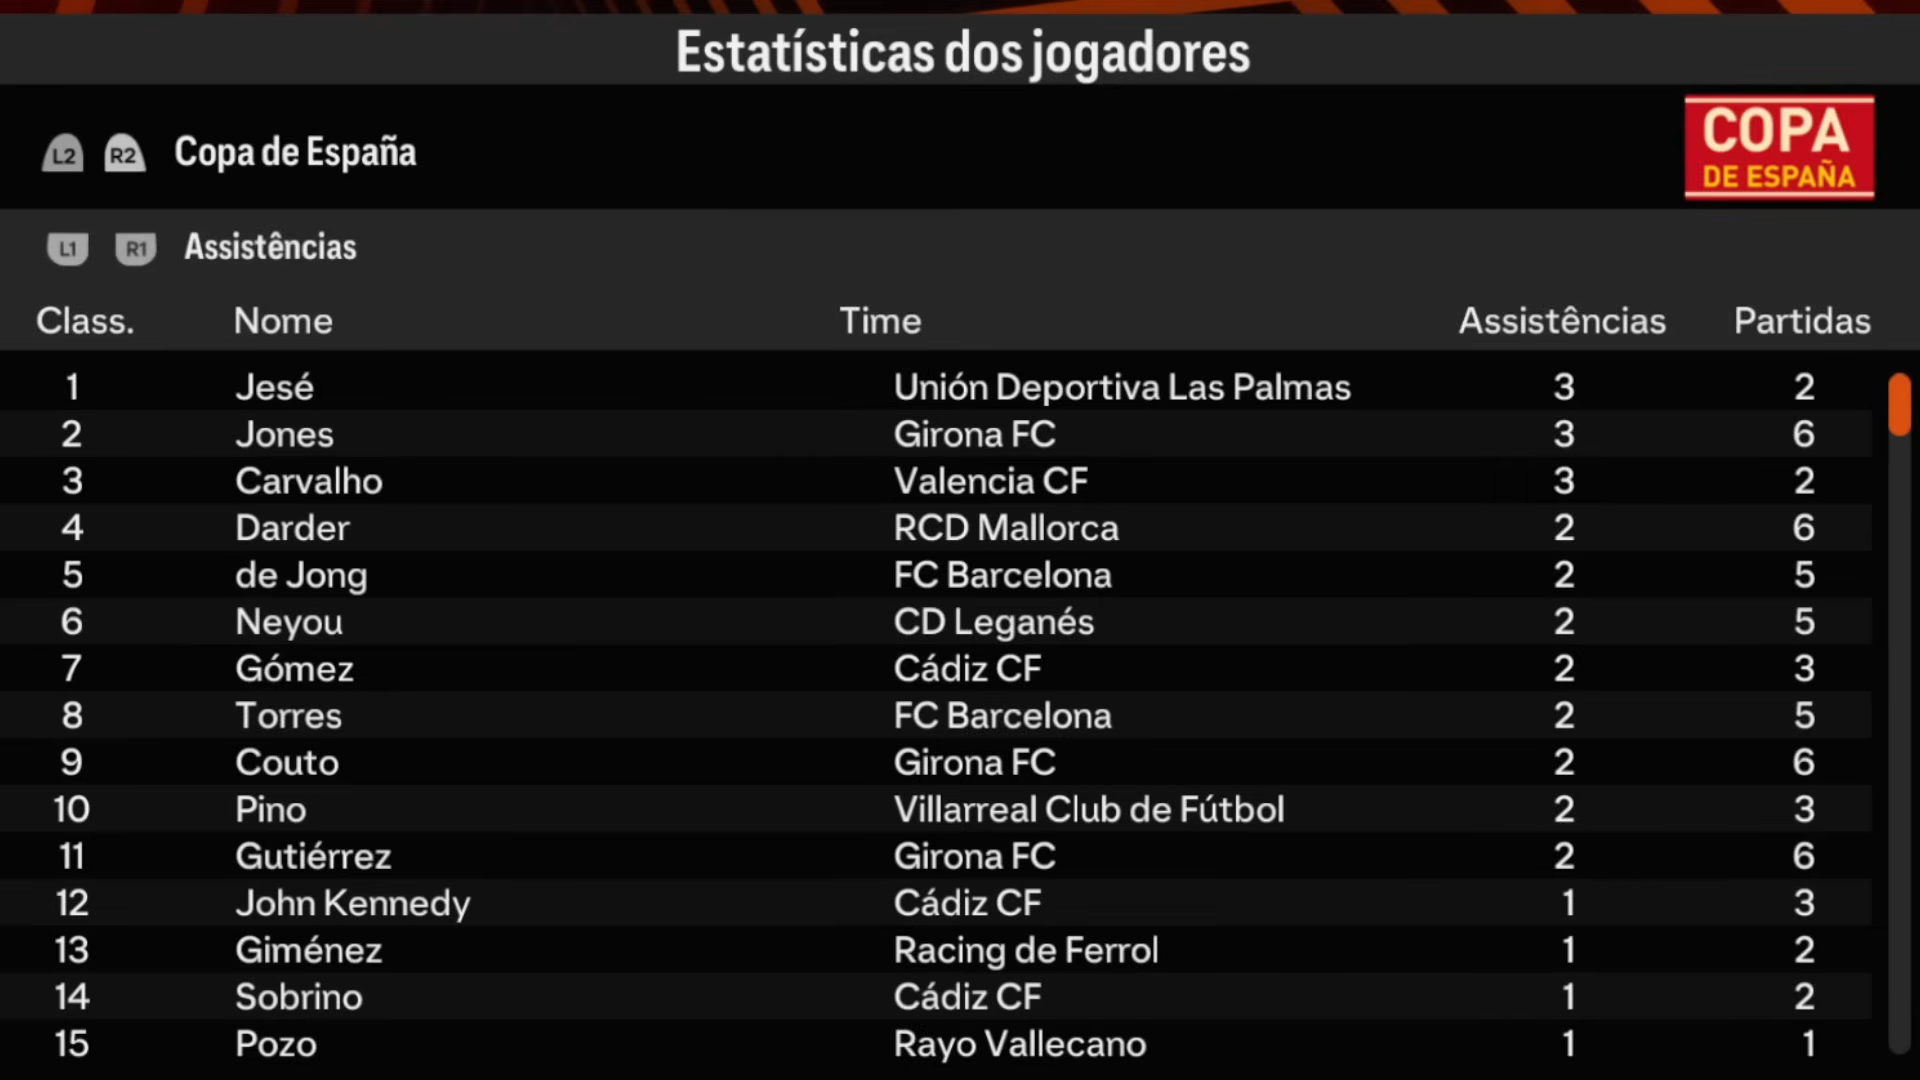 Estatísticas dos jogadores
L2 R2 Copa de España
COPA
DE ESPAÑA
L1 R1 Assistências
Class. Nome Time Assistências Partidas
1 Jesé Unión Deportiva Las Palmas 3 2
2 Jones Girona FC 3 6
3 Carvalho Valencia CF 3 2
4 Darder RCD Mallorca 2 6
5 de Jong FC Barcelona 2 5
6 Neyou CD Leganés 2 5
7 Gómez Cádiz CF 2 3
8 Torres FC Barcelona 2 5
9 Couto Girona FC 2 6
10 Pino Villarreal Club de Fútbol 2 3
11 Gutiérrez Girona FC 2 6
12 John Kennedy Cádiz CF 1 3
13 Giménez Racing de Ferrol 1 2
14 Sobrino Cádiz CF 1 2
15 Pozo Rayo Vallecano 1 1